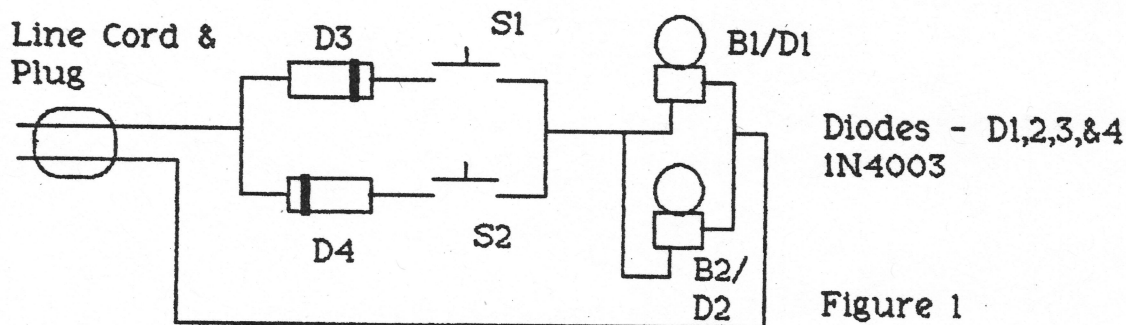 Line Cord &
Plug
D3
S1
B1/D1
Diodes - D1,2,3,&4
1N4003
D4
S2
B2/
D2
Figure 1